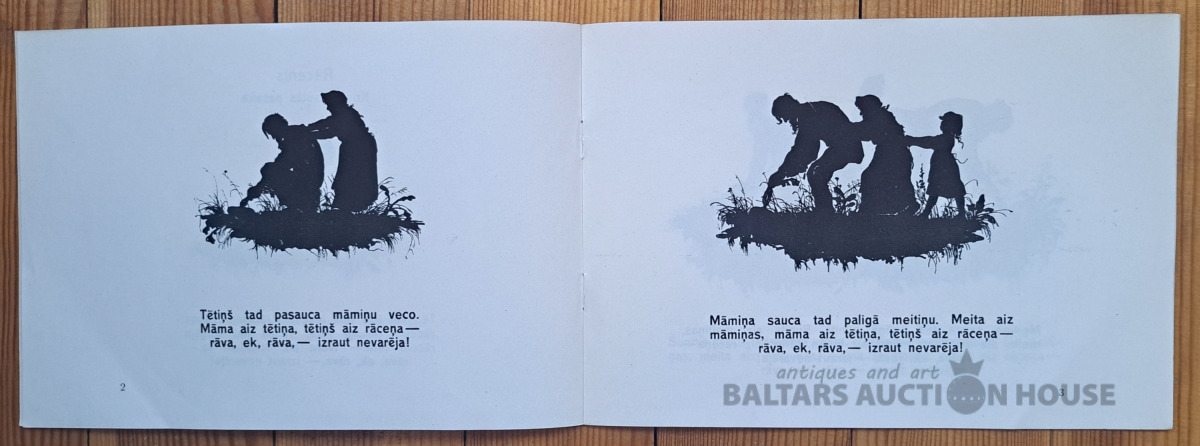 Tētiņš tad pasauca māmiņu veco.
Māma aiz tētiņa, tētiņš aiz rāceņa—
rāva, ek, rāva,— izraut nevarēja!
2
Māmiņa sauca tad paligā meitiņu. Meita aiz
māmiņas, māma aiz tētiņa, tētiņš aiz rāceņa—
rāva, ek, rāva,— izraut nevarēja!
3
antiques and art
BALTARS AUCTION HOUSE